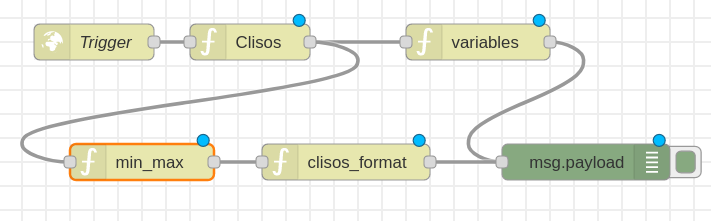 Trigger
Clisos
variables
min_max
clisos_format
msg.payload